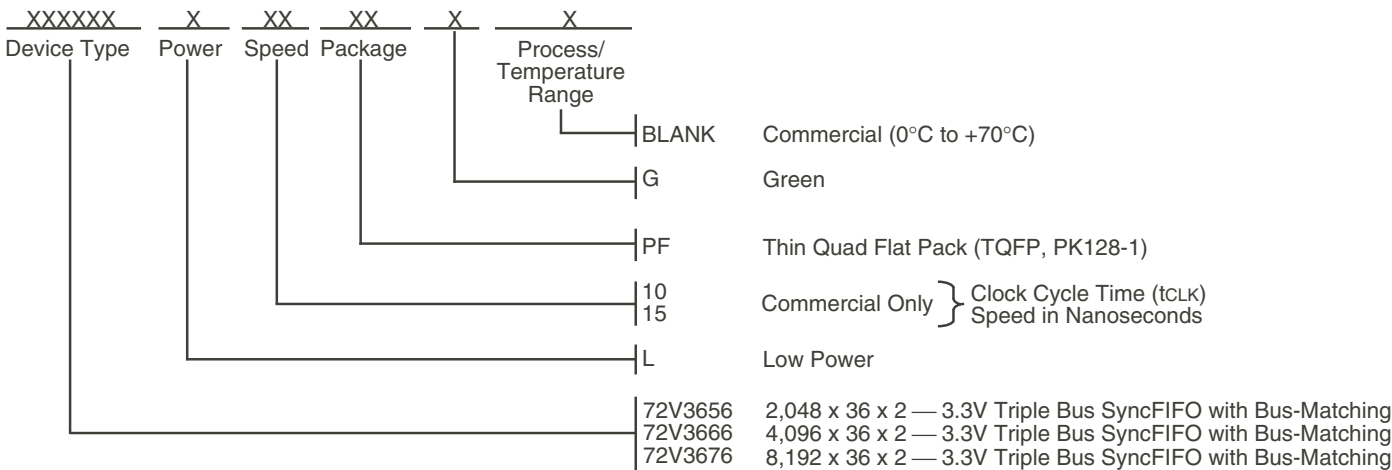 XXXXXX X XX XX X X
Device Type Power Speed Package Process/
Temperature
Range
BLANK Commercial (0°C to +70°C)
G Green
PF Thin Quad Flat Pack (TQFP, PK128-1)
10
15
Commercial Only
Clock Cycle Time (tCLK)
Speed in Nanoseconds
L Low Power
72V3656 2,048 x 36 x 2 — 3.3V Triple Bus SyncFIFO with Bus-Matching
72V3666 4,096 x 36 x 2 — 3.3V Triple Bus SyncFIFO with Bus-Matching
72V3676 8,192 x 36 x 2 — 3.3V Triple Bus SyncFIFO with Bus-Matching